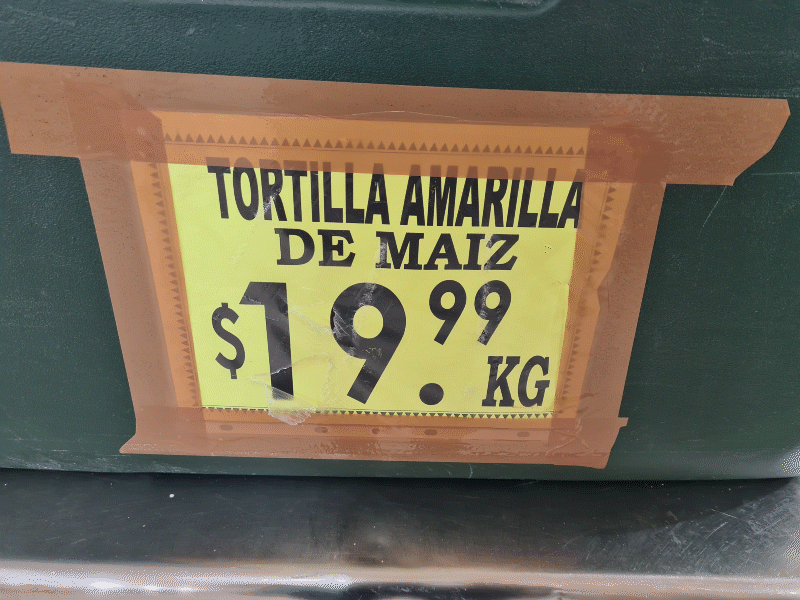 TORTILLA AMARILLA
DE MAIZ
$19.99 KG